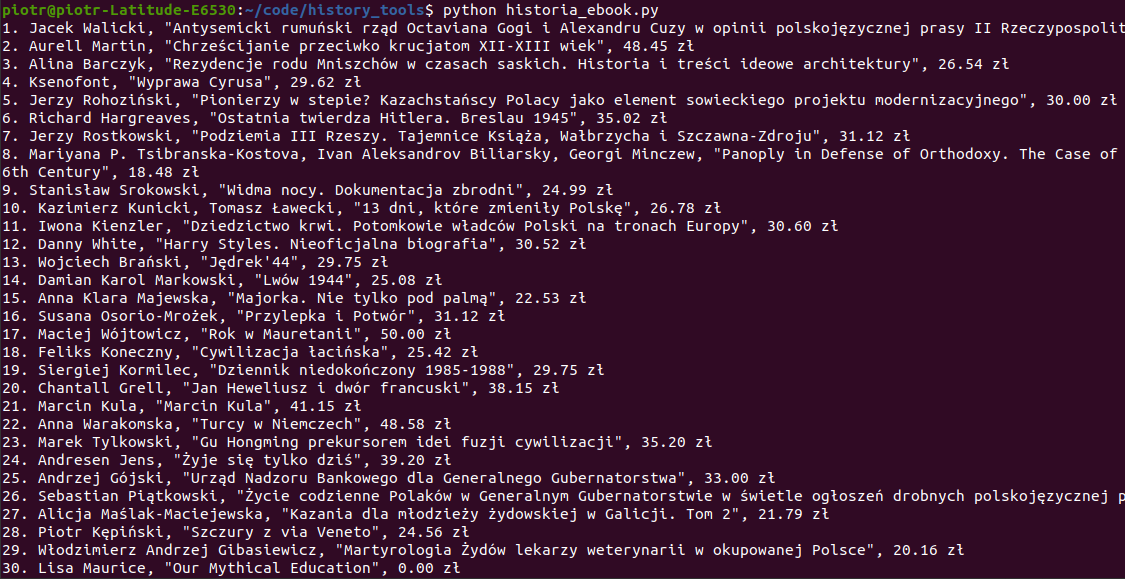 piotr@piotr-Latitude-E6530:~/code/history_tools$ python historia_ebook.py
1. Jacek Walicki, "Antysemicki rumuński rząd Octaviana Gogi i Alexandru Cuzy w opinii polskojęzycznej prasy II Rzeczypospolit
2. Aurell Martin, "Chrześcijanie przeciwko krucjatom XII-XIII wiek", 48.45 zł
3. Alina Barczyk, "Rezydencje rodu Mniszchów w czasach saskich. Historia i treści ideowe architektury", 26.54 zł
4. Ksenofont, "Wyprawa Cyrusa", 29.62 zł
5. Jerzy Rohoziński, "Pionierzy w stepie? Kazachstańscy Polacy jako element sowieckiego projektu modernizacyjnego", 30.00 zł
6. Richard Hargreaves, "Ostatnia twierdza Hitlera. Breslau 1945", 35.02 zł
7. Jerzy Rostkowski, "Podziemia III Rzeszy. Tajemnice Książa, Wałbrzycha i Szczawna-Zdroju", 31.12 zł
8. Mariyana P. Tsibranska-Kostova, Ivan Aleksandrov Biliarsky, Georgi Minczew, "Panoply in Defense of Orthodoxy. The Case of
6th Century", 18.48 zł
9. Stanisław Srokowski, "Widma nocy. Dokumentacja zbrodni", 24.99 zł
10. Kazimierz Kunicki, Tomasz Ławecki, "13 dni, które zmieniły Polskę", 26.78 zł
11. Iwona Kienzler, "Dziedzictwo krwi. Potomkowie władców Polski na tronach Europy", 30.60 zł
12. Danny White, "Harry Styles. Nieoficjalna biografia", 30.52 zł
13. Wojciech Brański, "Jędrek'44", 29.75 zł
14. Damian Karol Markowski, "Lwów 1944", 25.08 zł
15. Anna Klara Majewska, "Majorka. Nie tylko pod palmą", 22.53 zł
16. Susana Osorio-Mrożek, "Przylepka i Potwór", 31.12 zł
17. Maciej Wójtowicz, "Rok w Mauretanii", 50.00 zł
18. Feliks Koneczny, "Cywilizacja łacińska", 25.42 zł
19. Siergiej Kormilec, "Dziennik niedokończony 1985-1988", 29.75 zł
20. Chantall Grell, "Jan Heweliusz i dwór francuski", 38.15 zł
21. Marcin Kula, "Marcin Kula", 41.15 zł
22. Anna Warakomska, "Turcy w Niemczech", 48.58 zł
23. Marek Tylkowski, "Gu Hongming prekursorem idei fuzji cywilizacji", 35.20 zł
24. Andresen Jens, "Żyje się tylko dziś", 39.20 zł
25. Andrzej Gójski, "Urząd Nadzoru Bankowego dla Generalnego Gubernatorstwa", 33.00 zł
26. Sebastian Piątkowski, "Życie codzienne Polaków w Generalnym Gubernatorstwie w świetle ogłoszeń drobnych polskojęzycznej p
27. Alicja Maślak-Maciejewska, "Kazania dla młodzieży żydowskiej w Galicji. Tom 2", 21.79 zł
28. Piotr Kępiński, "Szczury z via Veneto", 24.56 zł
29. Włodzimierz Andrzej Gibasiewicz, "Martyrologia Żydów lekarzy weterynarii w okupowanej Polsce", 20.16 zł
30. Lisa Maurice, "Our Mythical Education", 0.00 zł